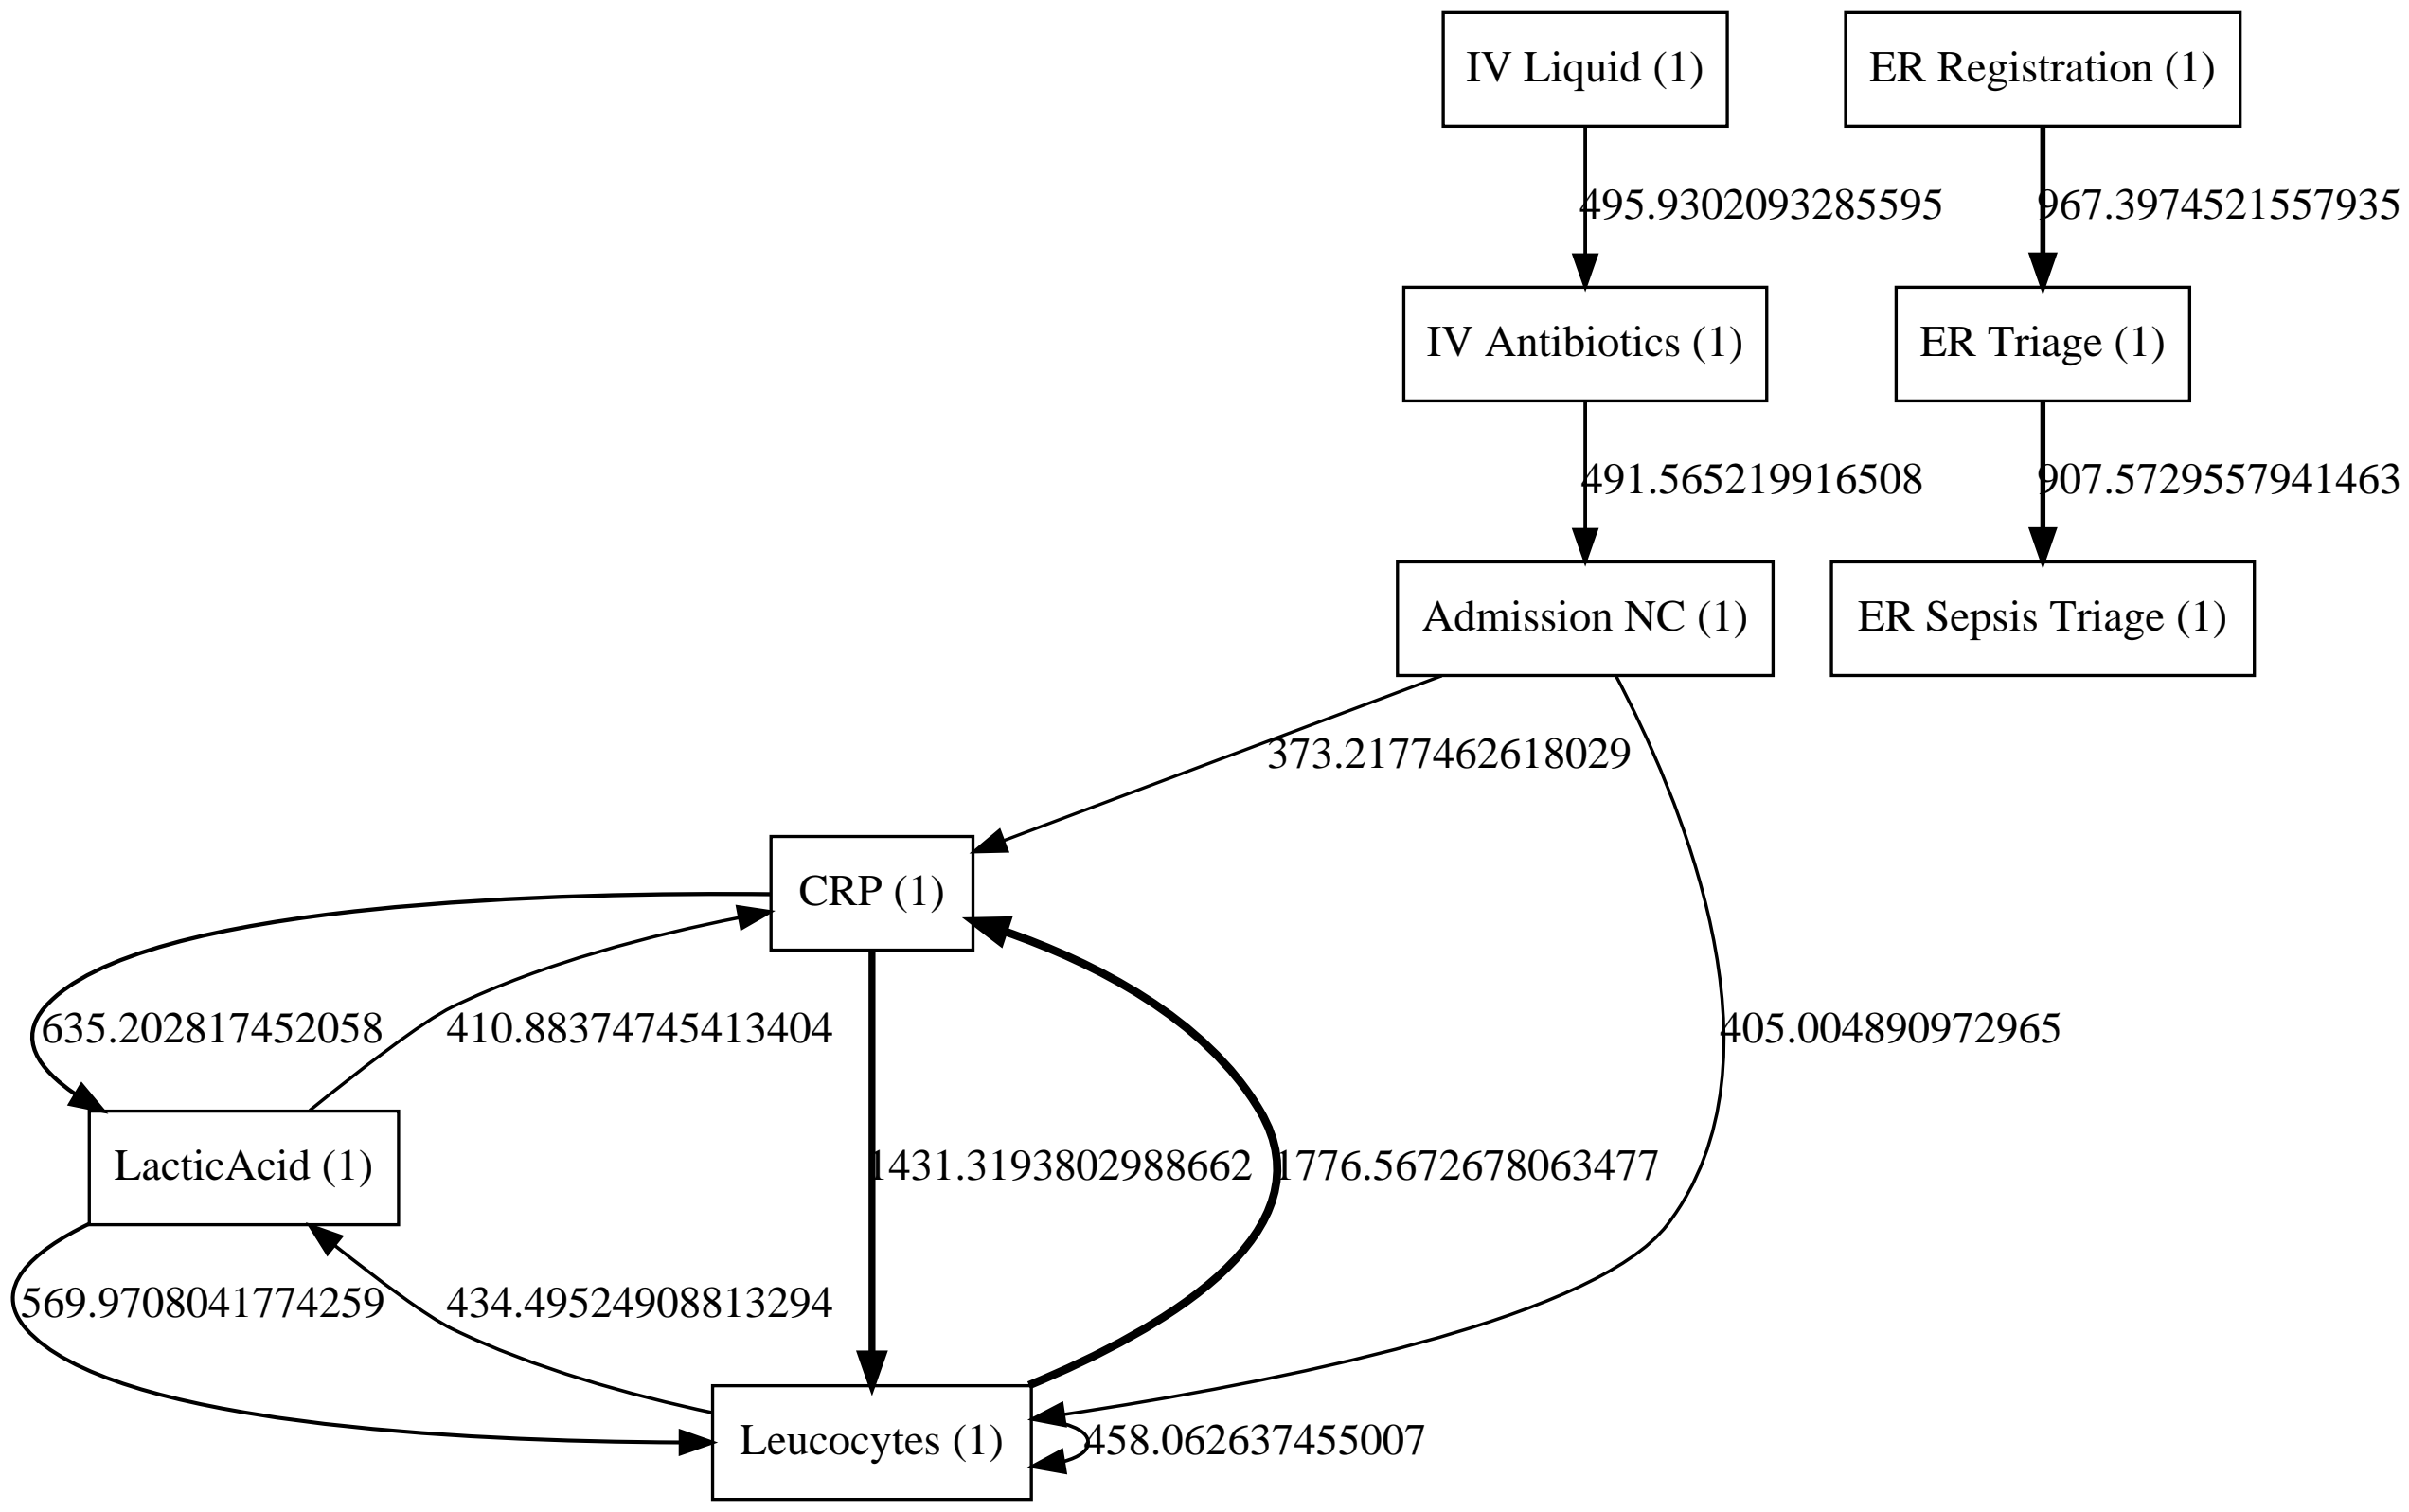 IV Liquid (1)
ER Registration (1)
495.9302093285595
967.3974521557935
IV Antibiotics (1)
ER Triage (1)
491.565219916508
907.5729557941463
Admission NC (1)
ER Sepsis Triage (1)
373.2177462618029
CRP (1)
635.202817452058
410.88374745413404
405.004890972965
LacticAcid (1)
1431.3193802988662
1776.5672678063477
569.9708041774259
434.49524908813294
Leucocytes (1)
458.062637455007